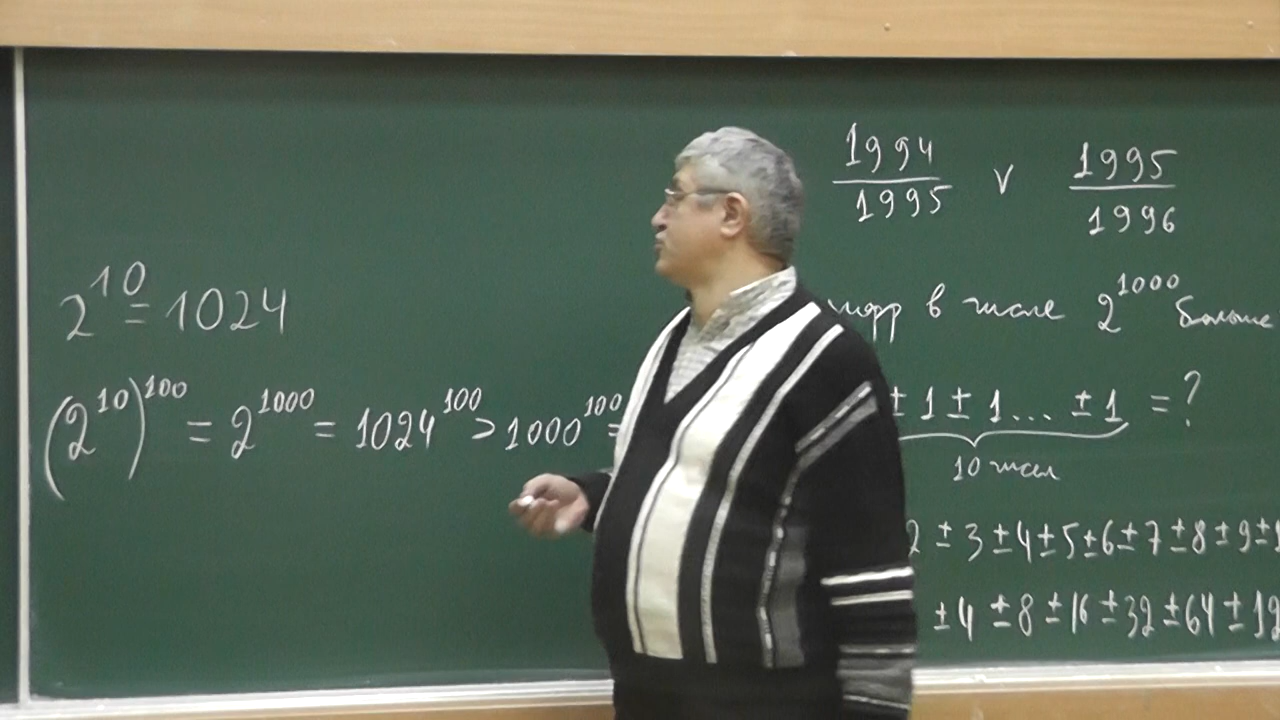 2^10 = 1024
(2^10)^100 = 2^1000 = 1024^100 > 1000^100 =
1994/1995 v 1995/1996
цифр в числе 2^1000 больше
± 1 ± 1 ... ± 1 = ?
10 чисел
2 ± 3 ± 4 ± 5 ± 6 ± 7 ± 8 ± 9 ± 1
± 4 ± 8 ± 16 ± 32 ± 64 ± 12